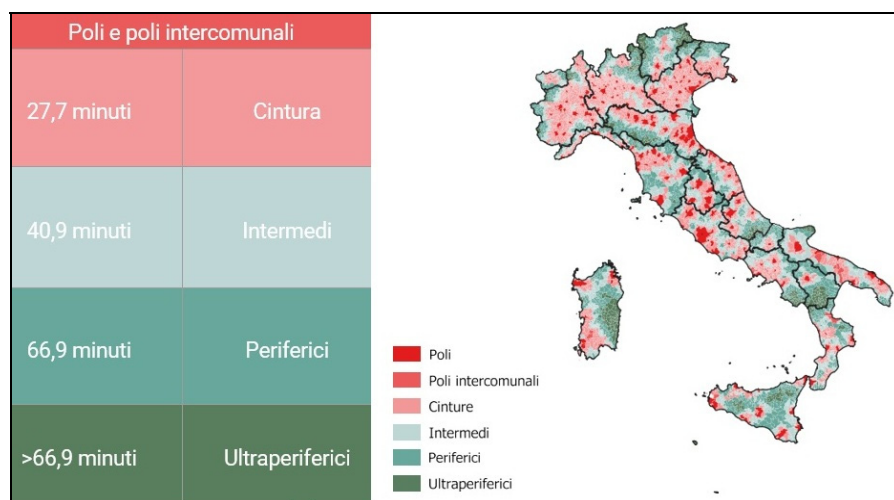 Poli e poli intercomunali
27,7 minuti Cintura
40,9 minuti Intermedi
66,9 minuti Periferici
>66,9 minuti Ultraperiferici
Poli
Poli intercomunali
Cinture
Intermedi
Periferici
Ultraperiferici